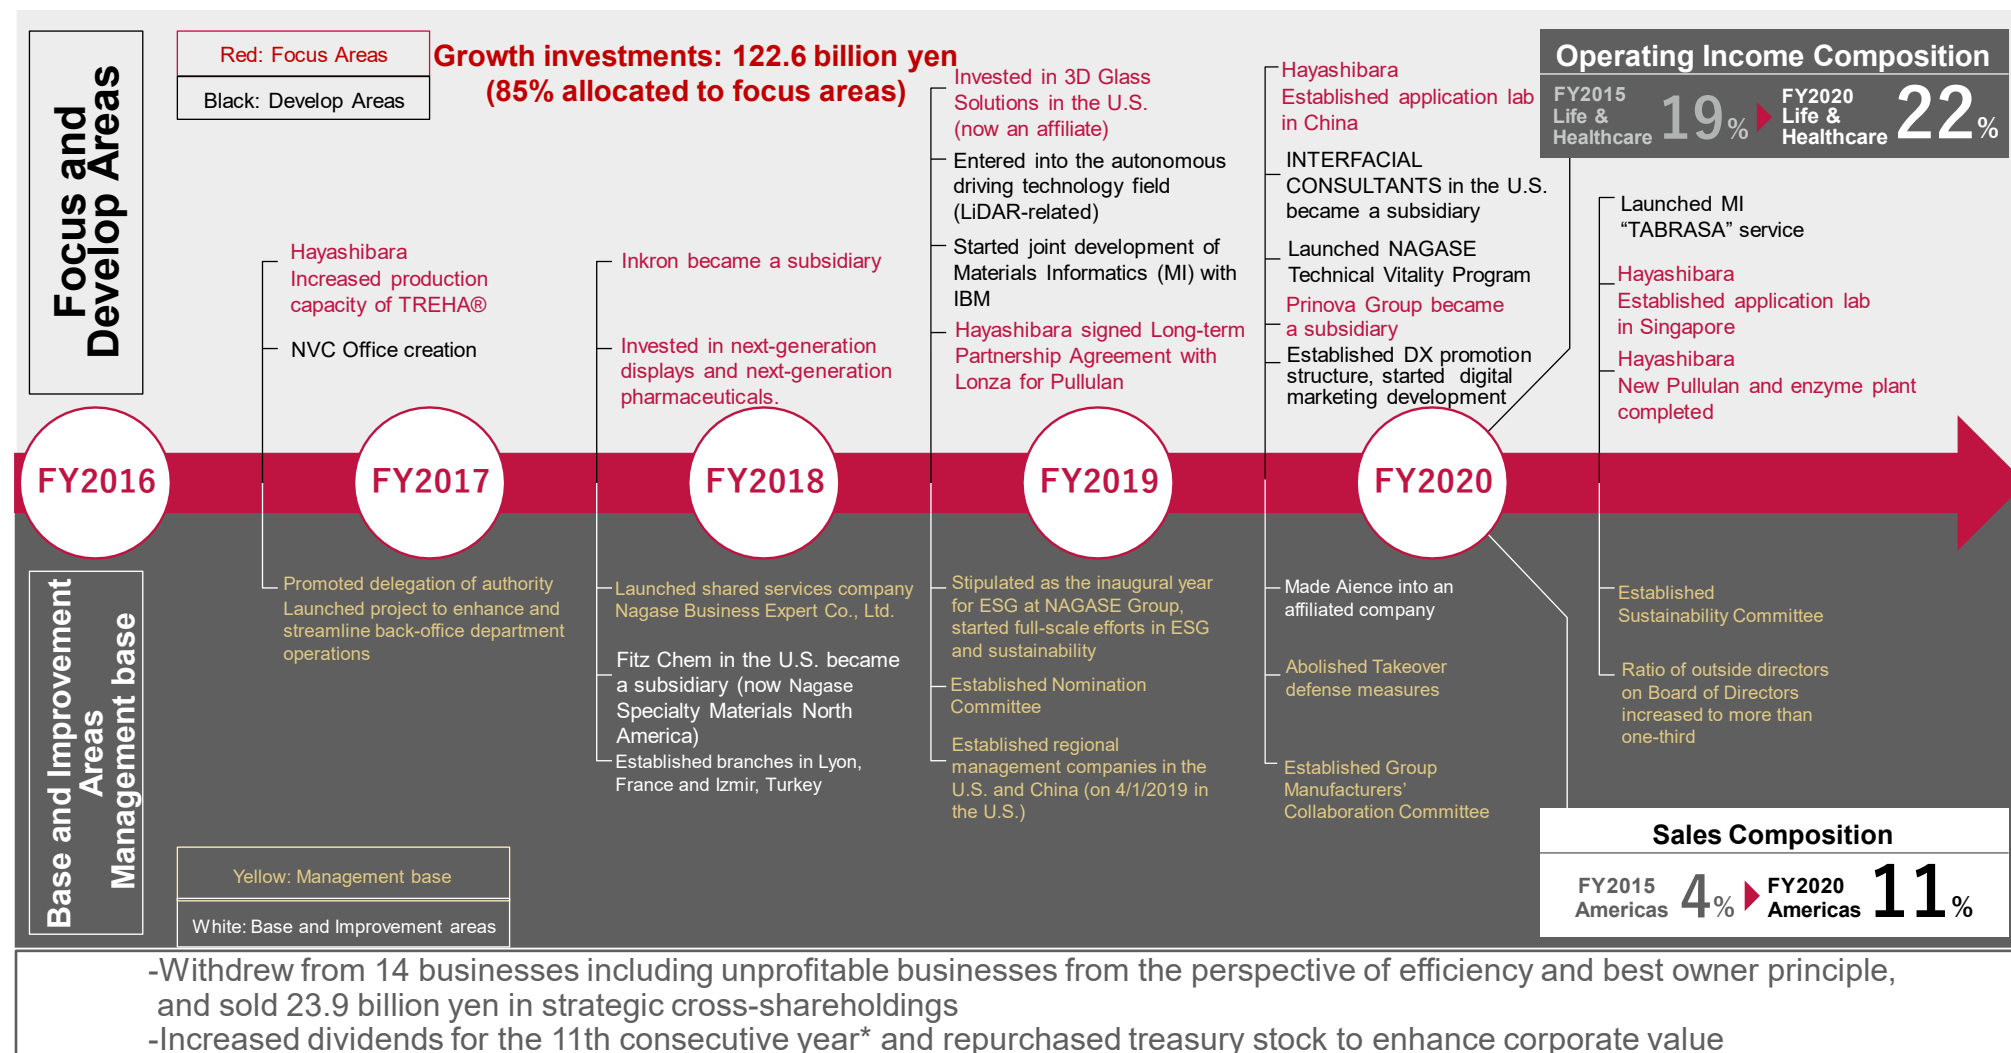 Focus and
Develop Areas
Red: Focus Areas
Black: Develop Areas
Growth investments: 122.6 billion yen
(85% allocated to focus areas)
Hayashibara
Increased production
capacity of TREHA®
NVC Office creation
Inkron became a subsidiary
Invested in next-generation
displays and next-generation
pharmaceuticals.
Invested in 3D Glass
Solutions in the U.S.
(now an affiliate)
Entered into the autonomous
driving technology field
(LiDAR-related)
Started joint development of
Materials Informatics (MI) with
IBM
Hayashibara signed Long-term
Partnership Agreement with
Lonza for Pullulan
Hayashibara
Established application lab
in China
INTERFACIAL
CONSULTANTS in the U.S.
became a subsidiary
Launched NAGASE
Technical Vitality Program
Prinova Group became
a subsidiary
Established DX promotion
structure, started digital
marketing development
Operating Income Composition
FY2015
Life &
Healthcare
19%
FY2020
Life &
Healthcare
22%
Launched MI
“TABRASA” service
Hayashibara
Established application lab
in Singapore
Hayashibara
New Pullulan and enzyme plant
completed
FY2016
FY2017
FY2018
FY2019
FY2020
Base and Improvement
Areas
Management base
Promoted delegation of authority
Launched project to enhance and
streamline back-office department
operations
Launched shared services company
Nagase Business Expert Co., Ltd.
Fitz Chem in the U.S. became
a subsidiary (now Nagase
Specialty Materials North
America)
Established branches in Lyon,
France and Izmir, Turkey
Stipulated as the inaugural year
for ESG at NAGASE Group,
started full-scale efforts in ESG
and sustainability
Established Nomination
Committee
Established regional
management companies in the
U.S. and China (on 4/1/2019 in
the U.S.)
Made Aience into an
affiliated company
Abolished Takeover
defense measures
Established Group
Manufacturers’
Collaboration Committee
Established
Sustainability Committee
Ratio of outside directors
on Board of Directors
increased to more than
one-third
Yellow: Management base
White: Base and Improvement areas
Sales Composition
FY2015
Americas
4%
FY2020
Americas
11%
-Withdrew from 14 businesses including unprofitable businesses from the perspective of efficiency and best owner principle,
and sold 23.9 billion yen in strategic cross-shareholdings
-Increased dividends for the 11th consecutive year* and repurchased treasury stock to enhance corporate value